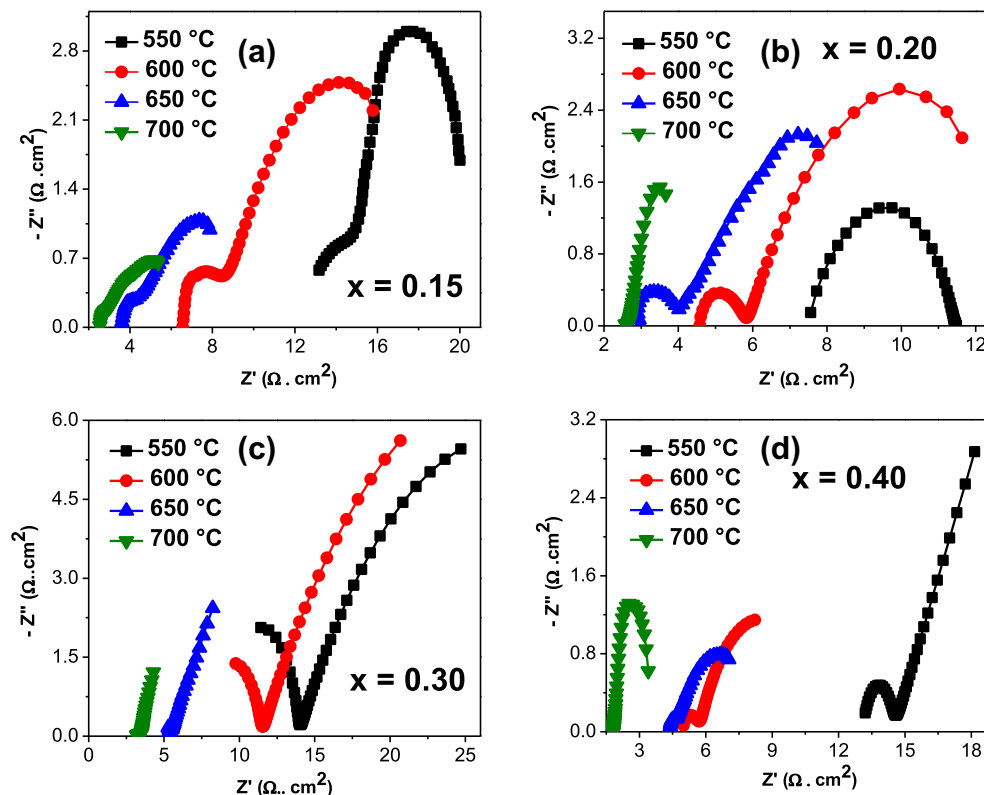 (a)
550 °C
600 °C
650 °C
700 °C
x = 0.15
- Z" (Ω .cm²)
0.0
0.7
1.4
2.1
2.8
4
8
12
16
20
Z' (Ω . cm²)
(b)
x = 0.20
550 °C
600 °C
650 °C
700 °C
- Z" (Ω .cm²)
0.0
0.8
1.6
2.4
3.2
2
4
6
8
10
12
Z' (Ω . cm²)
(c)
550 °C
600 °C
650 °C
700 °C
x = 0.30
- Z" (Ω..cm²)
0.0
1.5
3.0
4.5
6.0
0
5
10
15
20
25
Z' (Ω.. cm²)
(d)
x = 0.40
550 °C
600 °C
650 °C
700 °C
- Z" (Ω .cm²)
0.0
0.8
1.6
2.4
3.2
3
6
9
12
15
18
Z' (Ω . cm²)